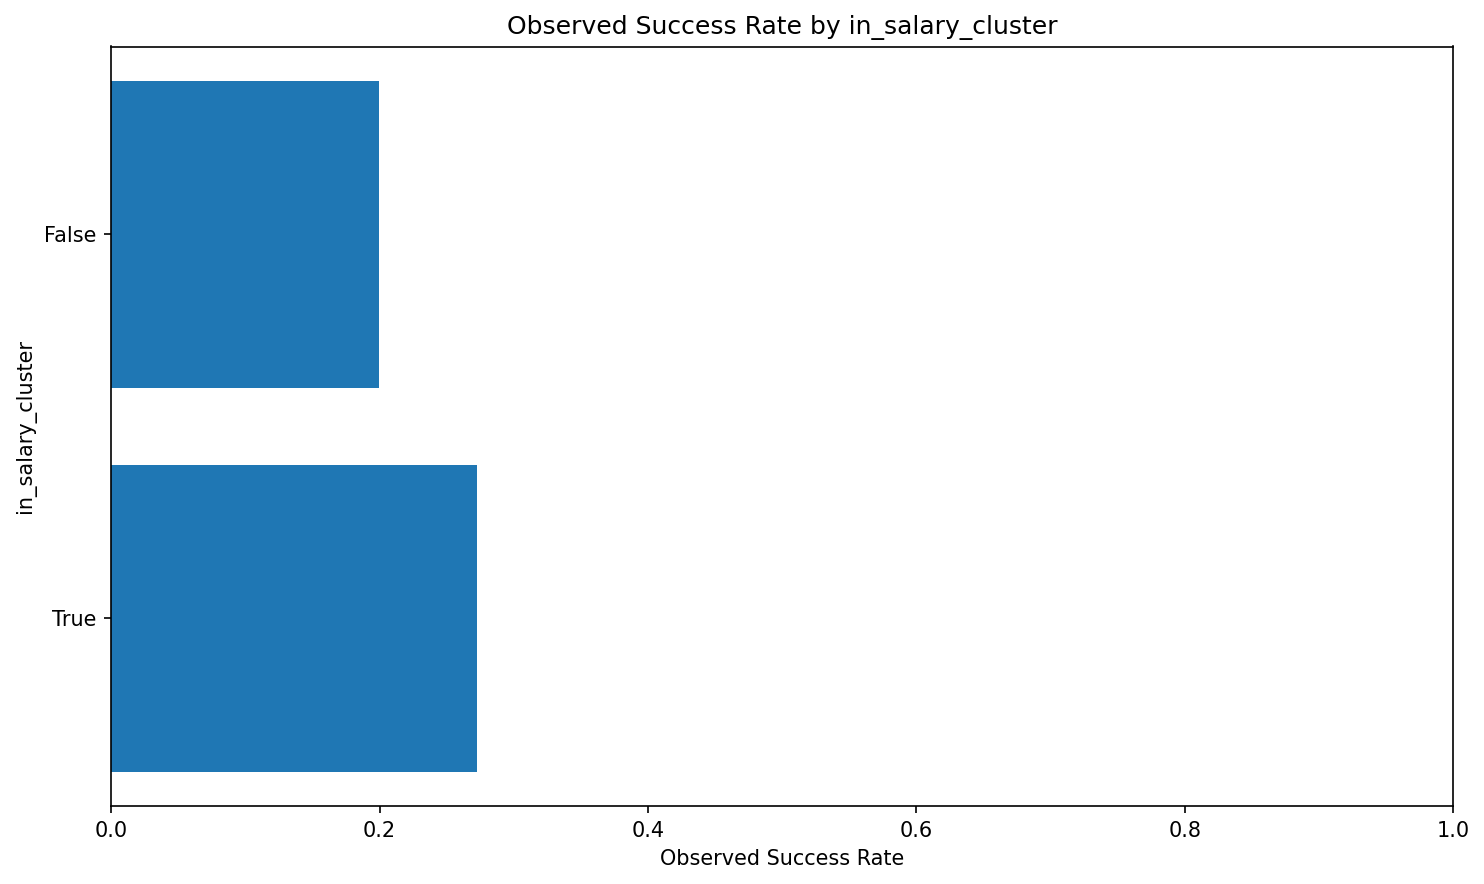 Observed Success Rate by in_salary_cluster
in_salary_cluster
False
True
0.0 0.2 0.4 0.6 0.8 1.0
Observed Success Rate